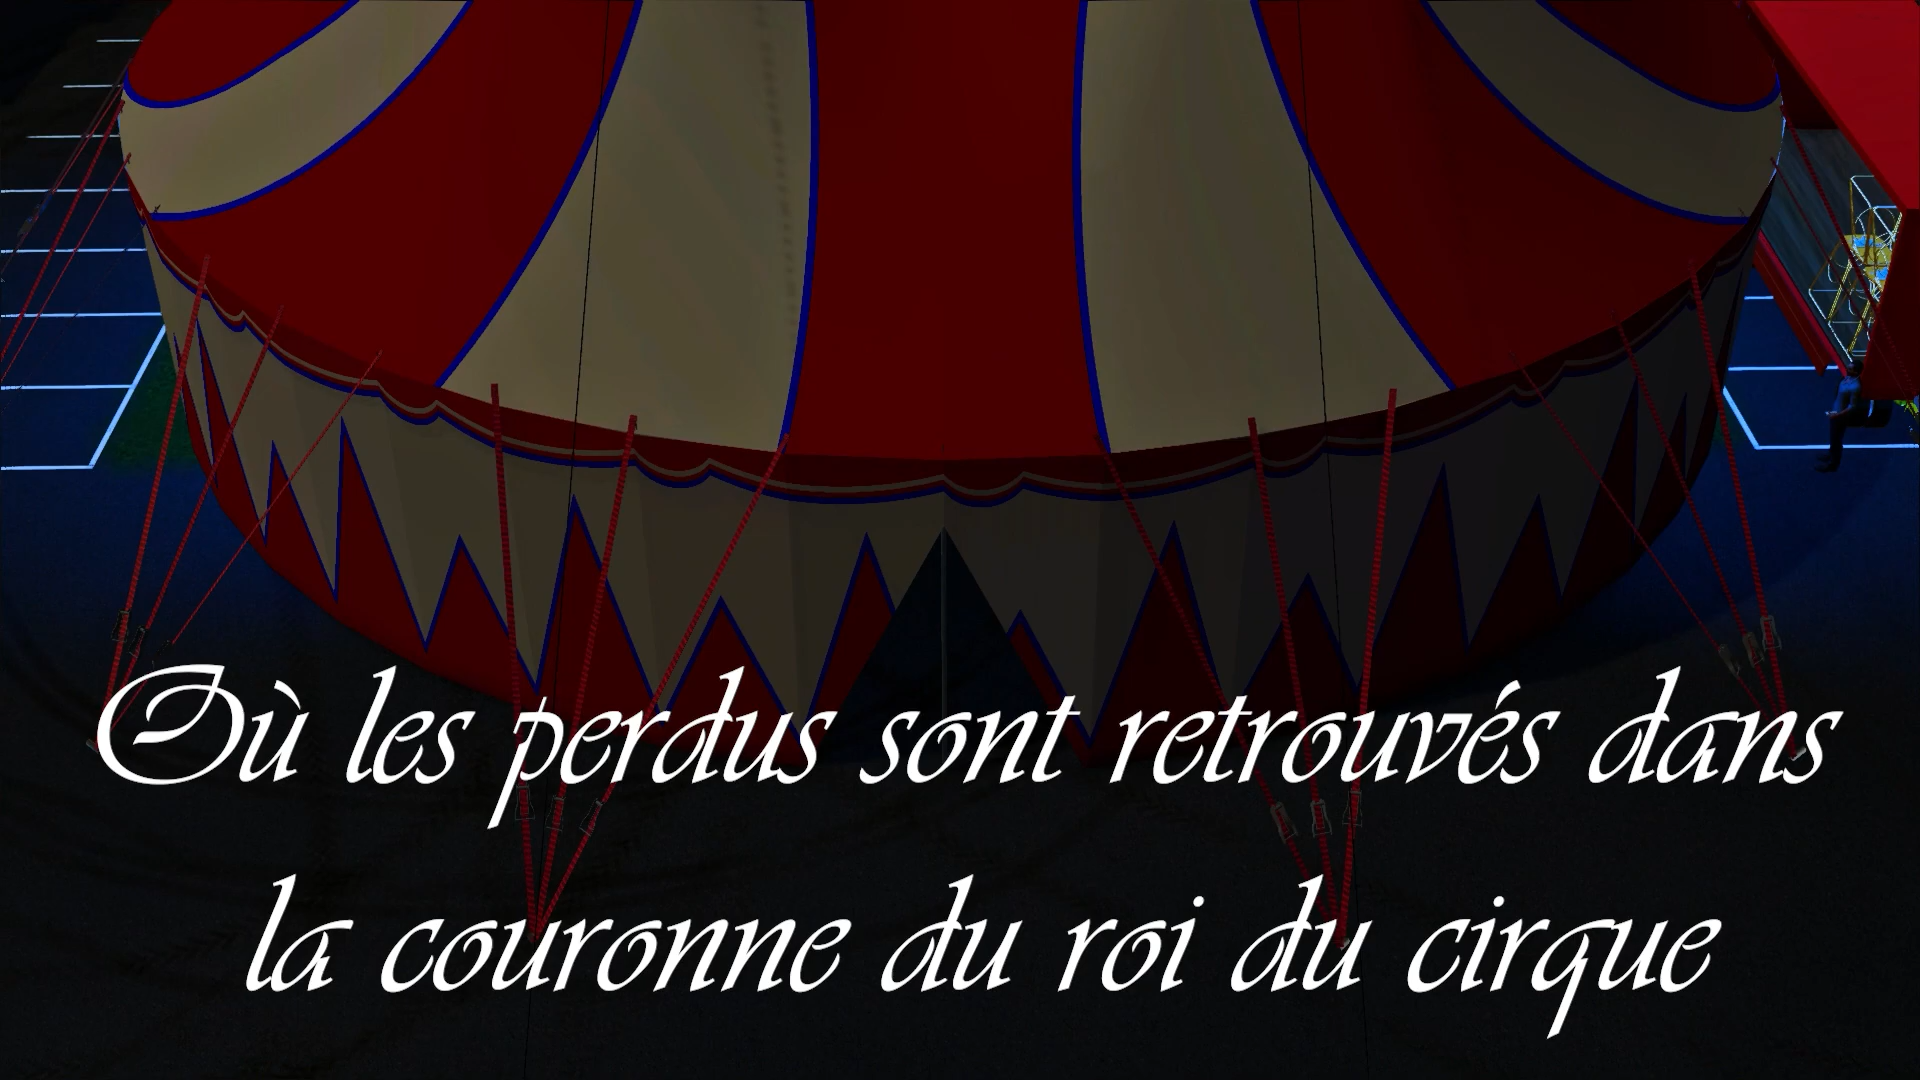 Où les perdus sont retrouvés dans
la couronne du roi du cirque